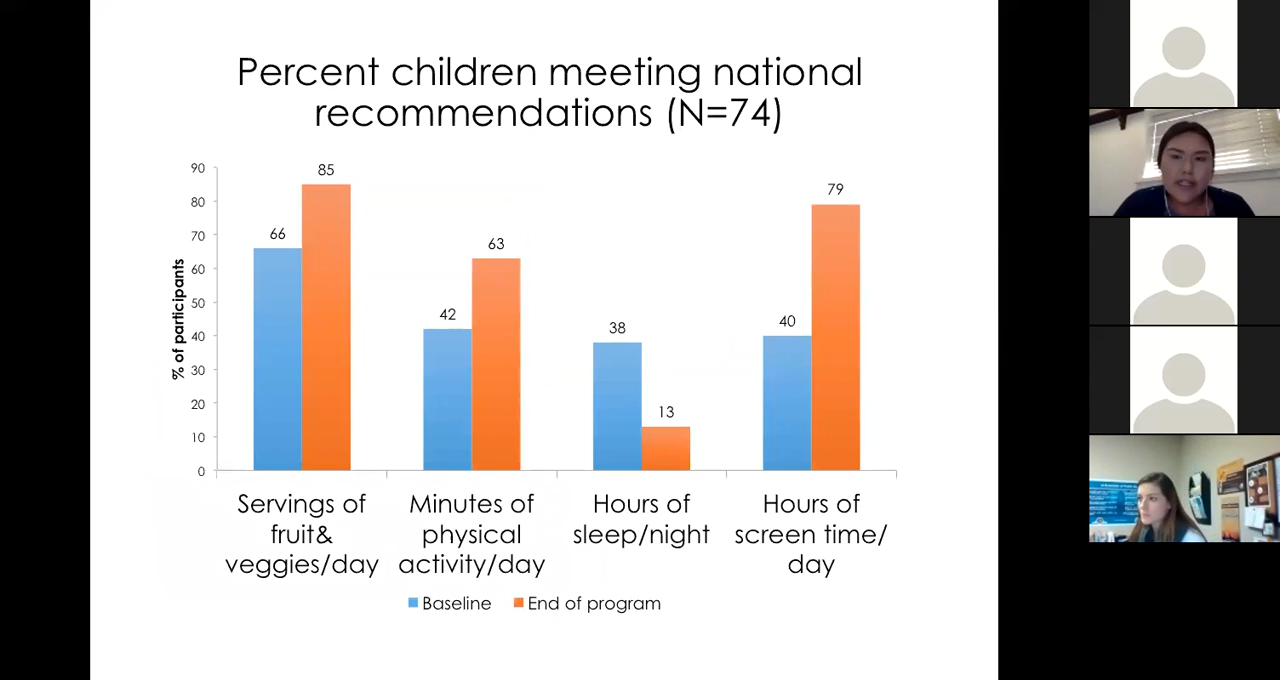 Percent children meeting national
recommendations (N=74)
% of participants
90
80
70
60
50
40
30
20
10
0
66
85
42
63
38
13
40
79
Servings of
fruit&
veggies/day
Minutes of
physical
activity/day
Hours of
sleep/night
Hours of
screen time/
day
Baseline
End of program